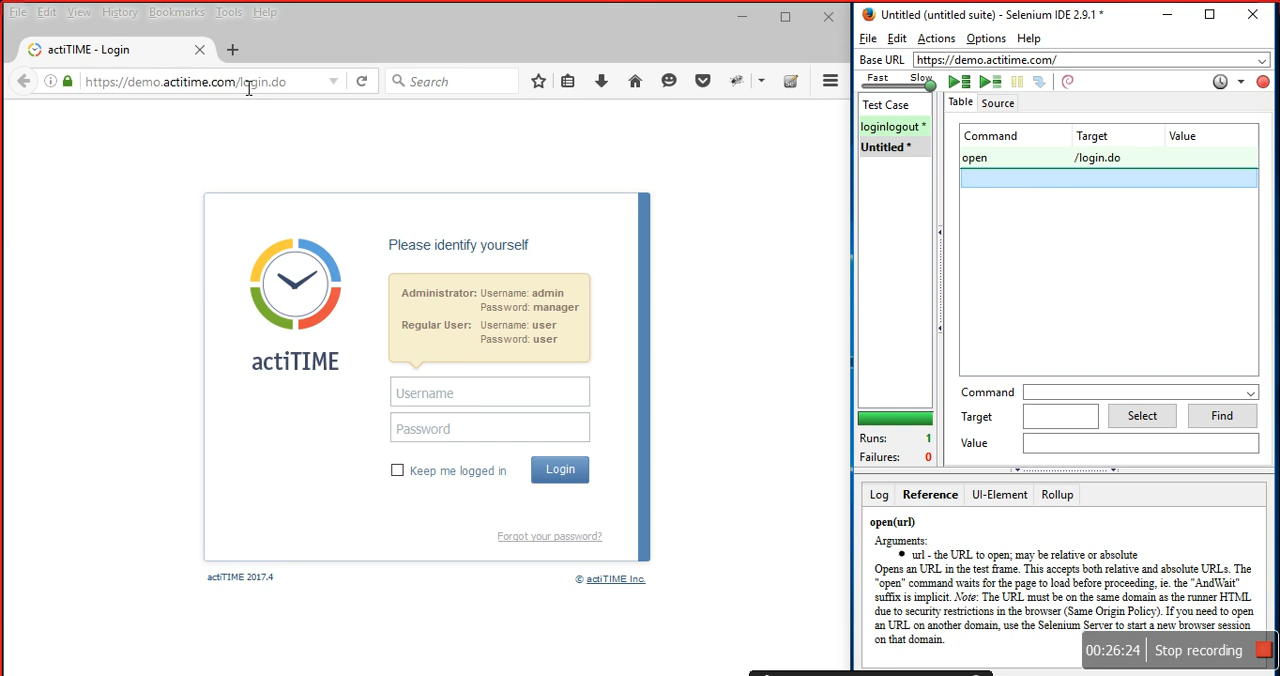 File Edit View History Bookmarks Tools Help
actiTIME - Login
https://demo.actitime.com/login.do
Search
Please identify yourself
Administrator: Username: admin
Password: manager
Regular User: Username: user
Password: user
actiTIME
Username
Password
Keep me logged in
Login
Forgot your password?
actiTIME 2017.4
© actiTIME Inc.
Untitled (untitled suite) - Selenium IDE 2.9.1 *
File Edit Actions Options Help
Base URL https://demo.actitime.com/
Fast Slow
Test Case
loginlogout *
Untitled *
Runs: 1
Failures: 0
Table Source
Command Target Value
open /login.do
Command
Target Select Find
Value
Log Reference UI-Element Rollup
open(url)
Arguments:
● url - the URL to open; may be relative or absolute
Opens an URL in the test frame. This accepts both relative and absolute URLs. The
"open" command waits for the page to load before proceeding, ie. the "AndWait"
suffix is implicit. Note: The URL must be on the same domain as the runner HTML
due to security restrictions in the browser (Same Origin Policy). If you need to open
an URL on another domain, use the Selenium Server to start a new browser session
on that domain.
00:26:24 Stop recording